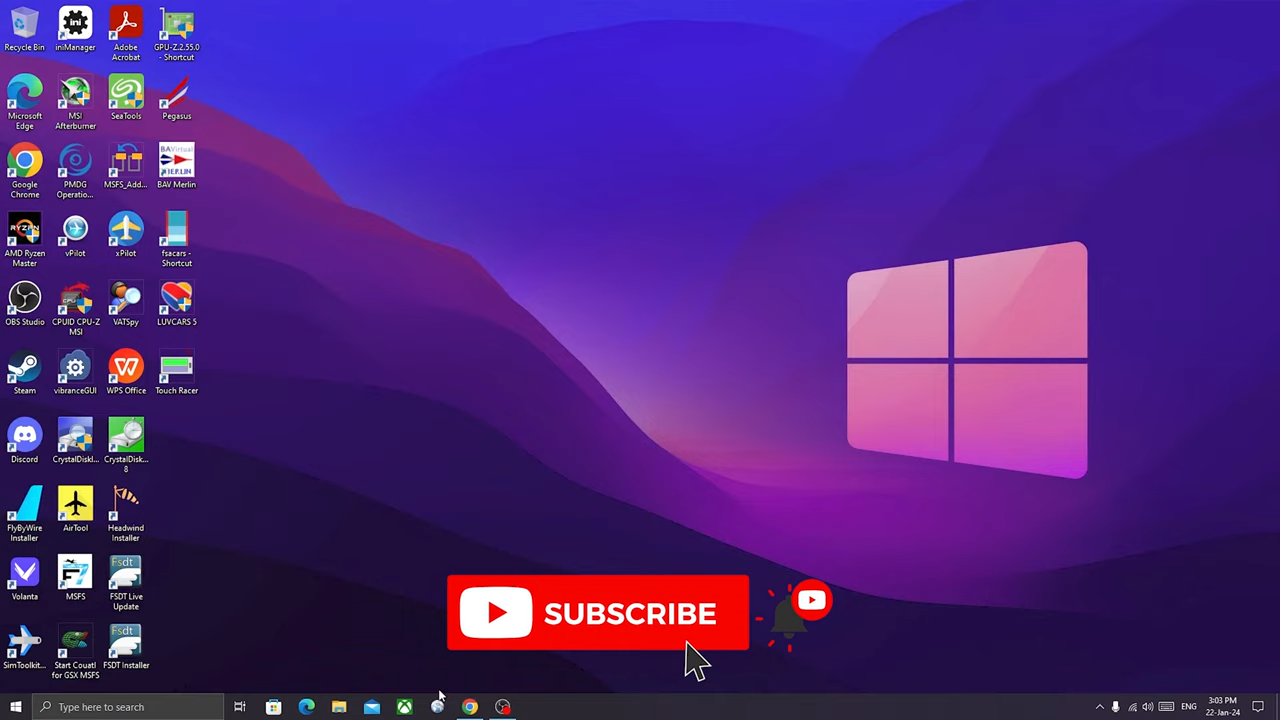 Recycle Bin
iniManager
Adobe
Acrobat
GPU-Z.2.55.0
- Shortcut
Microsoft
Edge
MSI
Afterburner
SeaTools
Pegasus
Google
Chrome
PMDG
Operatio...
MSFS_Add...
BAVirtual
BAV Merlin
RYZEN
AMD Ryzen
Master
vPilot
xPilot
fsacars -
Shortcut
OBS Studio
CPUID CPU-Z
MSI
VATSpy
LUVCARS 5
Steam
vibranceGUI
WPS Office
Touch Racer
Discord
CrystalDiskI...
CrystalDisk...
8
FlyByWire
Installer
AirTool
Headwind
Installer
Volanta
MSFS
Fsdt
FSDT Live
Update
SimToolkit...
Start Couatl
for GSX MSFS
Fsdt
FSDT Installer
SUBSCRIBE
Type here to search
ENG
3:03 PM
22-Jan-24